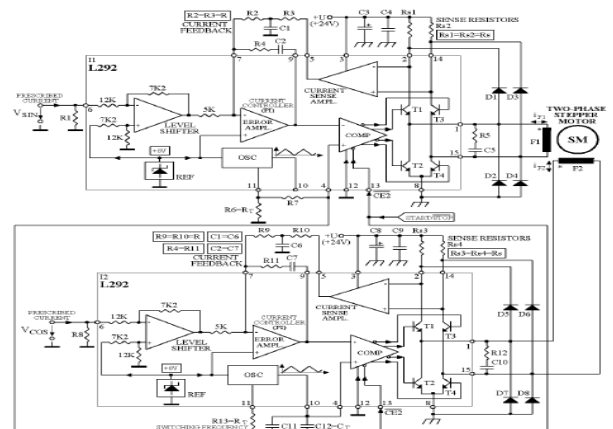 R2=R3=R
CURRENT
FEEDBACK
R2
R3
C1
R4
C2
+U
(+24V)
C3
C4
Rs1
Rs2
SENSE RESISTORS
Rs1=Rs2=Rs
I1
L292
7
9
5
3
2
14
PRESCRIBED
CURRENT
V SIN
R1
6
12K
7K2
7K2
12K
LEVEL
SHIFTER
5K
CURRENT
CONTROLLER
(PI)
ERROR
AMPL
CURRENT
SENSE
AMPL
COMP
T1
T3
T2
T4
1
15
R5
C5
D1
D3
D2
D4
F1
F2
TWO-PHASE
STEPPER
MOTOR
SM
REF
OSC
11
10
4
12
13
8
CE2
R6=RT
R7
START/STOP
R9=R10=R
C1=C6
R4=R11
C2=C7
CURRENT
FEEDBACK
R9
R10
C6
R11
C7
+U
(+24V)
C8
C9
Rs3
Rs4
SENSE RESISTORS
Rs3=Rs4=Rs
I2
L292
7
9
5
3
2
14
PRESCRIBED
CURRENT
V COS
R8
6
12K
7K2
7K2
12K
LEVEL
SHIFTER
5K
CURRENT
CONTROLLER
(PI)
ERROR
AMPL
CURRENT
SENSE
AMPL
COMP
T1
T3
T2
T4
1
15
R12
C10
D5
D6
D7
D8
REF
OSC
11
10
4
12
13
8
CE2
R13=RT
SWITCHING FREQUENCY
C11
C12=CT